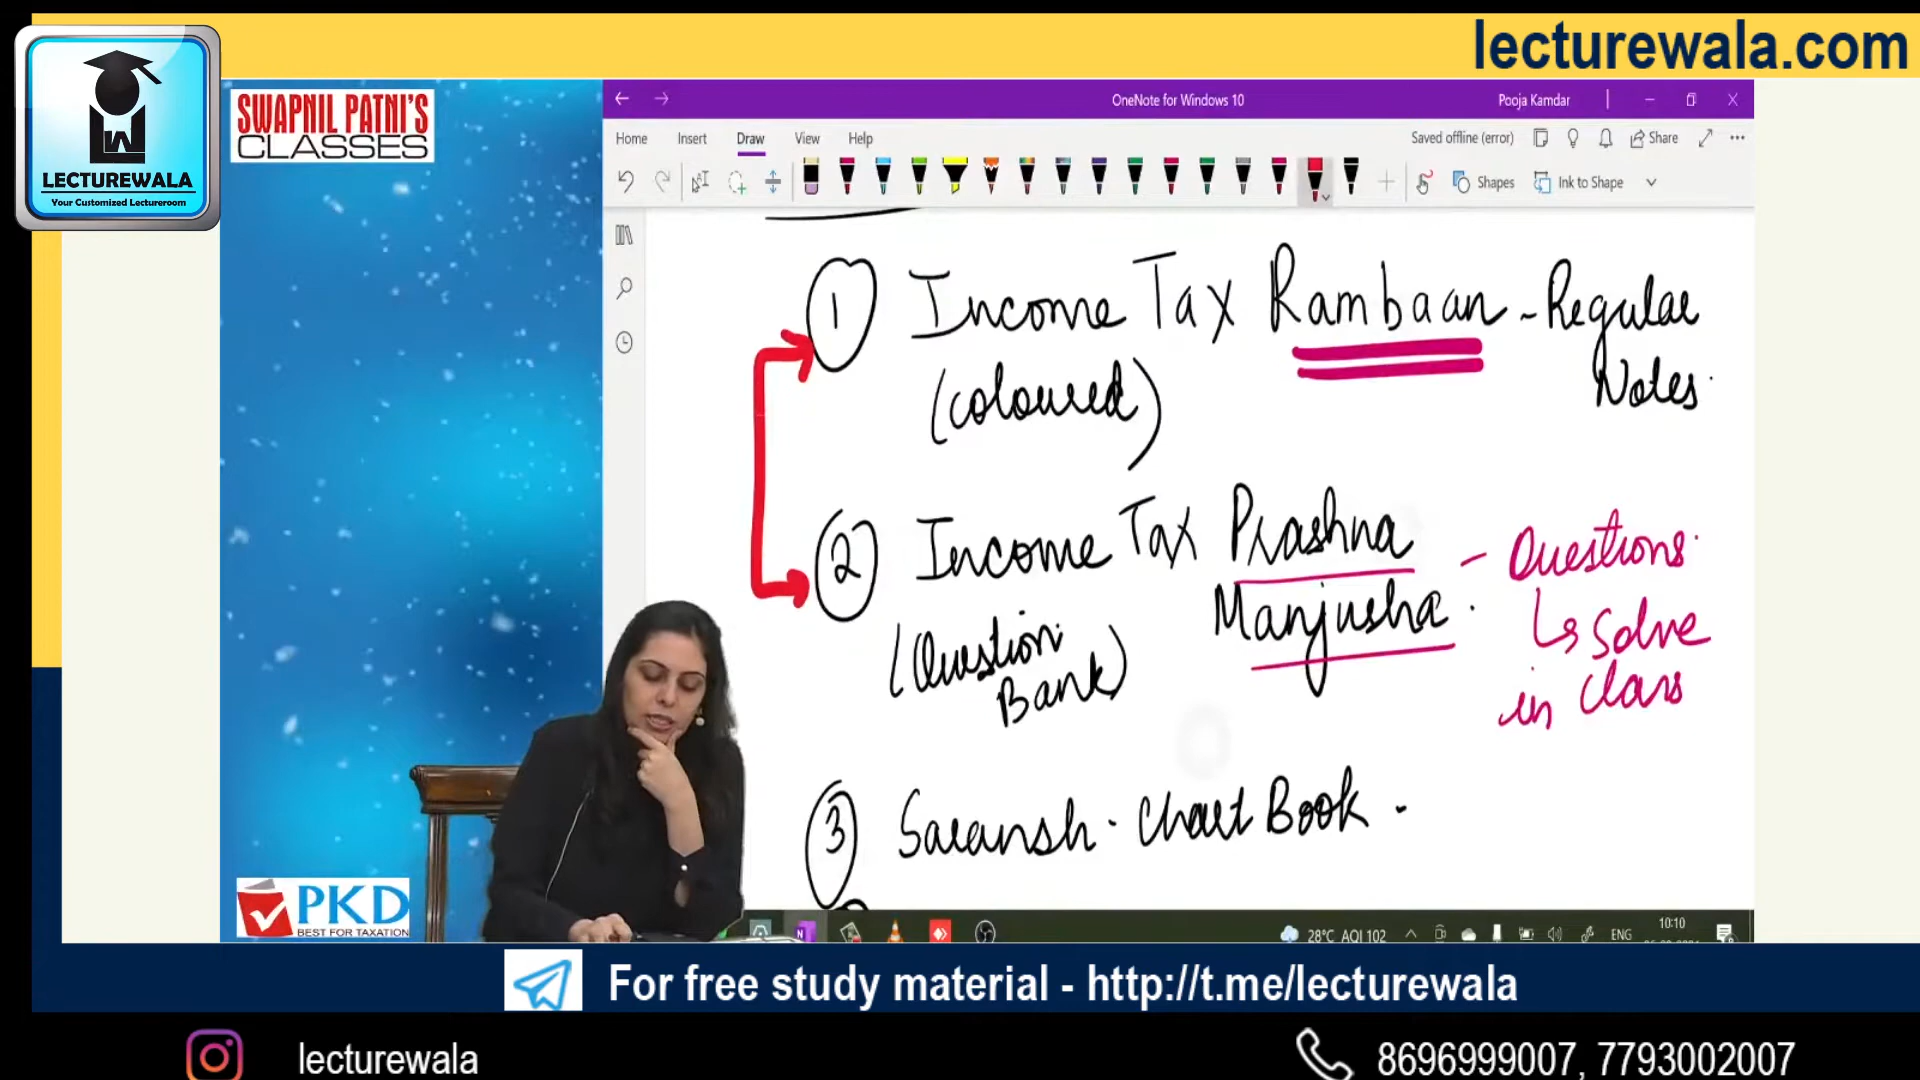 lecturewala.com
LECTUREWALA
Your Customized Lectureroom
SWAPNIL PATNI'S
CLASSES
OneNote for Windows 10
Pooja Kamdar
Home Insert Draw View Help
Saved offline (error)
Share
Shapes
Ink to Shape
1 Income Tax Rambaan - Regular
(coloured)
Notes.
2 Income Tax Prashna
Manjusha.
(Question
Bank)
- Questions.
↳ Solve
in class
3 Saransh - Chart Book -
PKD
BEST FOR TAXATION
28°C AQI 102
ENG
10:10
For free study material - http://t.me/lecturewala
lecturewala
8696999007, 7793002007